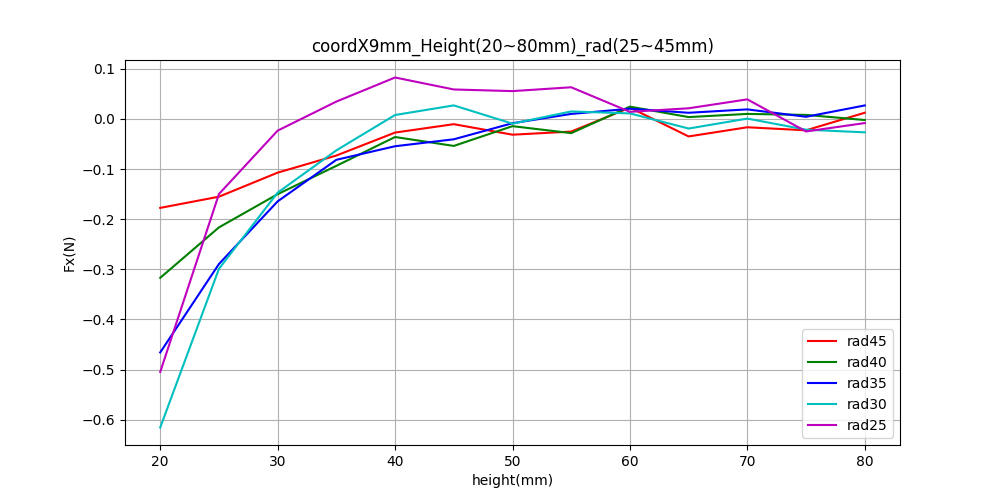 coordX9mm_Height(20~80mm)_rad(25~45mm)
Fx(N)
0.1
0.0
−0.1
−0.2
−0.3
−0.4
−0.5
−0.6
rad45
rad40
rad35
rad30
rad25
20 30 40 50 60 70 80
height(mm)